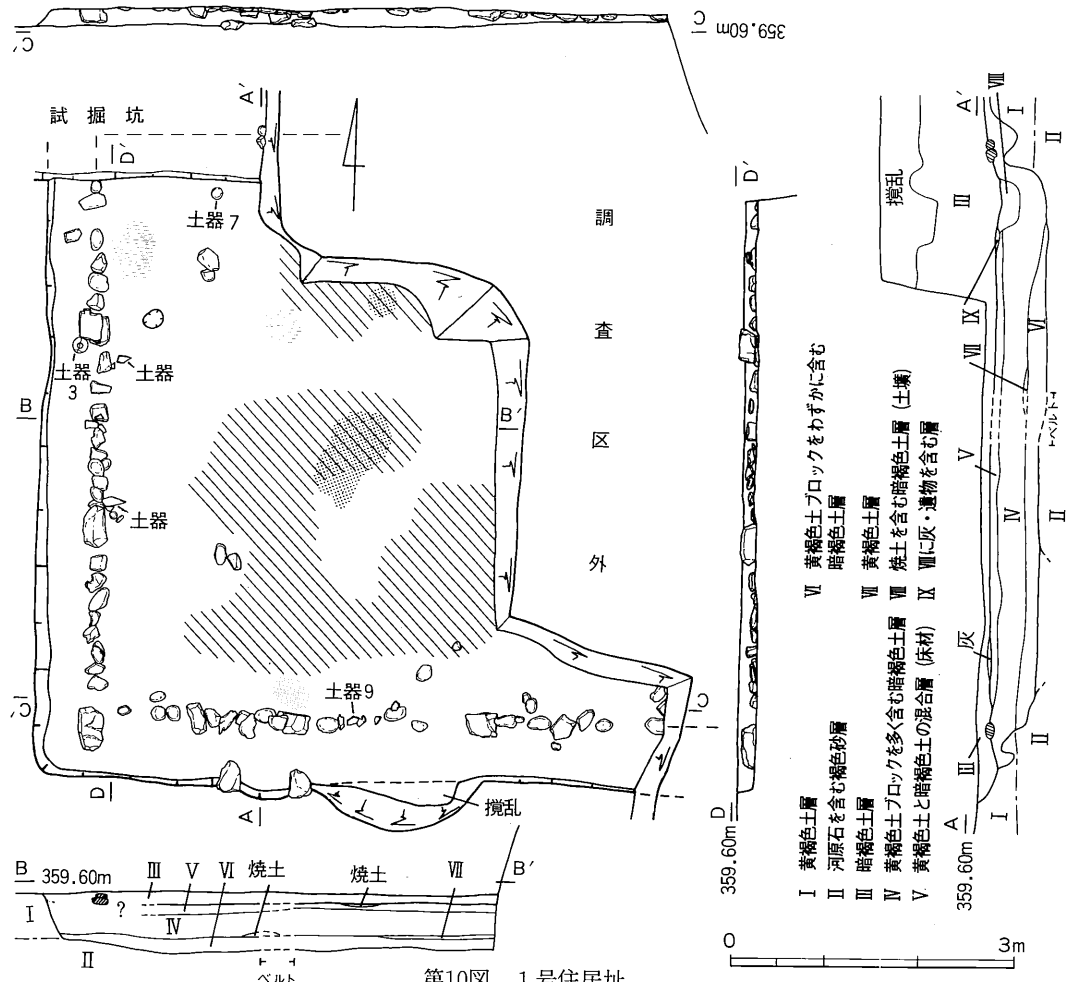 C'
C 359.60m
試掘坑
D'
A'
土器7
調査区外
土器3
土器
B
B'
土器
土器9
C'
C
D
A
撹乱
B 359.60m
Ⅲ Ⅴ Ⅵ 焼土 焼土 Ⅶ
B'
Ⅰ
?
Ⅳ
Ⅱ
ベルト
D'
D
359.60m
Ⅰ 黄褐色土層
Ⅱ 河原石を含む褐色砂層
Ⅲ 暗褐色土層
Ⅳ 黄褐色土ブロックを多く含む暗褐色土層
Ⅴ 黄褐色土と暗褐色土の混合層(床材)
Ⅵ 黄褐色土ブロックをわずかに含む
暗褐色土層
Ⅶ 黄褐色土層
Ⅷ 焼土を含む暗褐色土層(土壙)
Ⅸ Ⅷに灰・遺物を含む層
A'
Ⅷ
Ⅰ
Ⅱ
撹乱
Ⅲ
Ⅸ
Ⅶ
Ⅵ
ベルト
Ⅴ
Ⅳ
Ⅱ
灰
Ⅲ
Ⅰ
Ⅱ
A
359.60m
0 3m
第10図 1号住居址